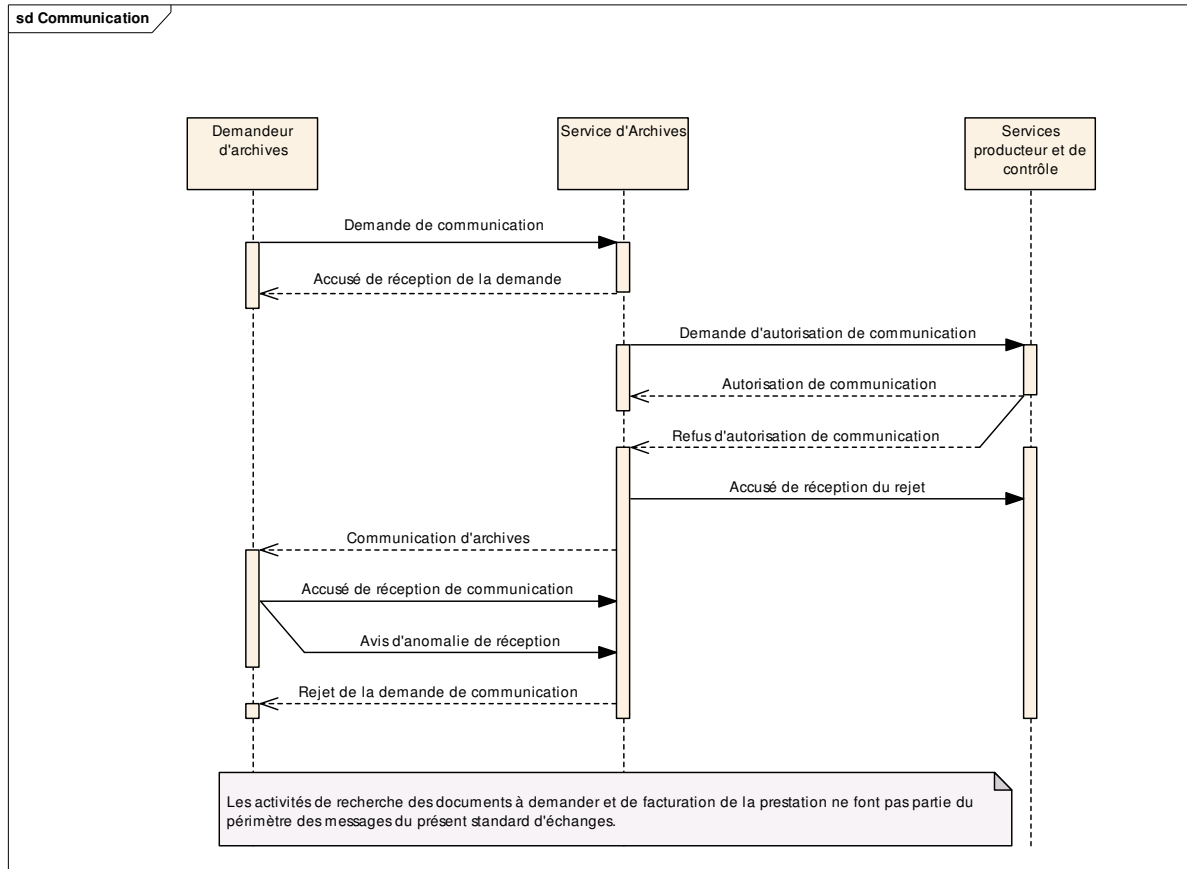 sd Communication
Demandeur
d'archives
Service d'Archives
Services
producteur et de
contrôle
Demande de communication
Accusé de réception de la demande
Demande d'autorisation de communication
Autorisation de communication
Refus d'autorisation de communication
Accusé de réception du rejet
Communication d'archives
Accusé de réception de communication
Avis d'anomalie de réception
Rejet de la demande de communication
Les activités de recherche des documents à demander et de facturation de la prestation ne font pas partie du
périmètre des messages du présent standard d'échanges.